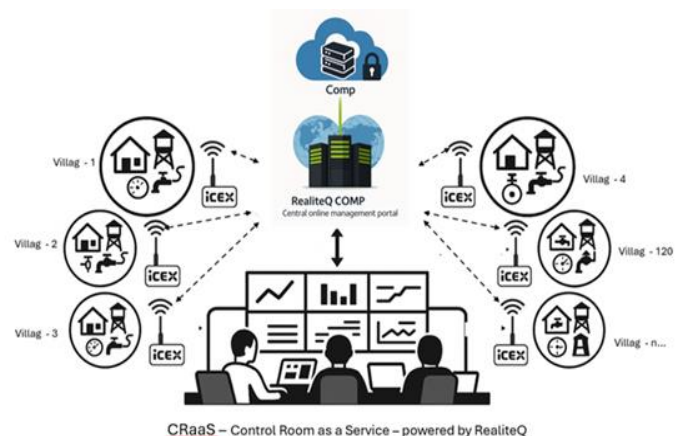 Comp
RealiteQ COMP
Central online management portal
Villag - 1
iCEX
Villag - 2
iCEX
Villag - 3
iCEX
iCEX
Villag - 4
iCEX
Villag - 120
iCEX
Villag - n...
CRaaS – Control Room as a Service – powered by RealiteQ